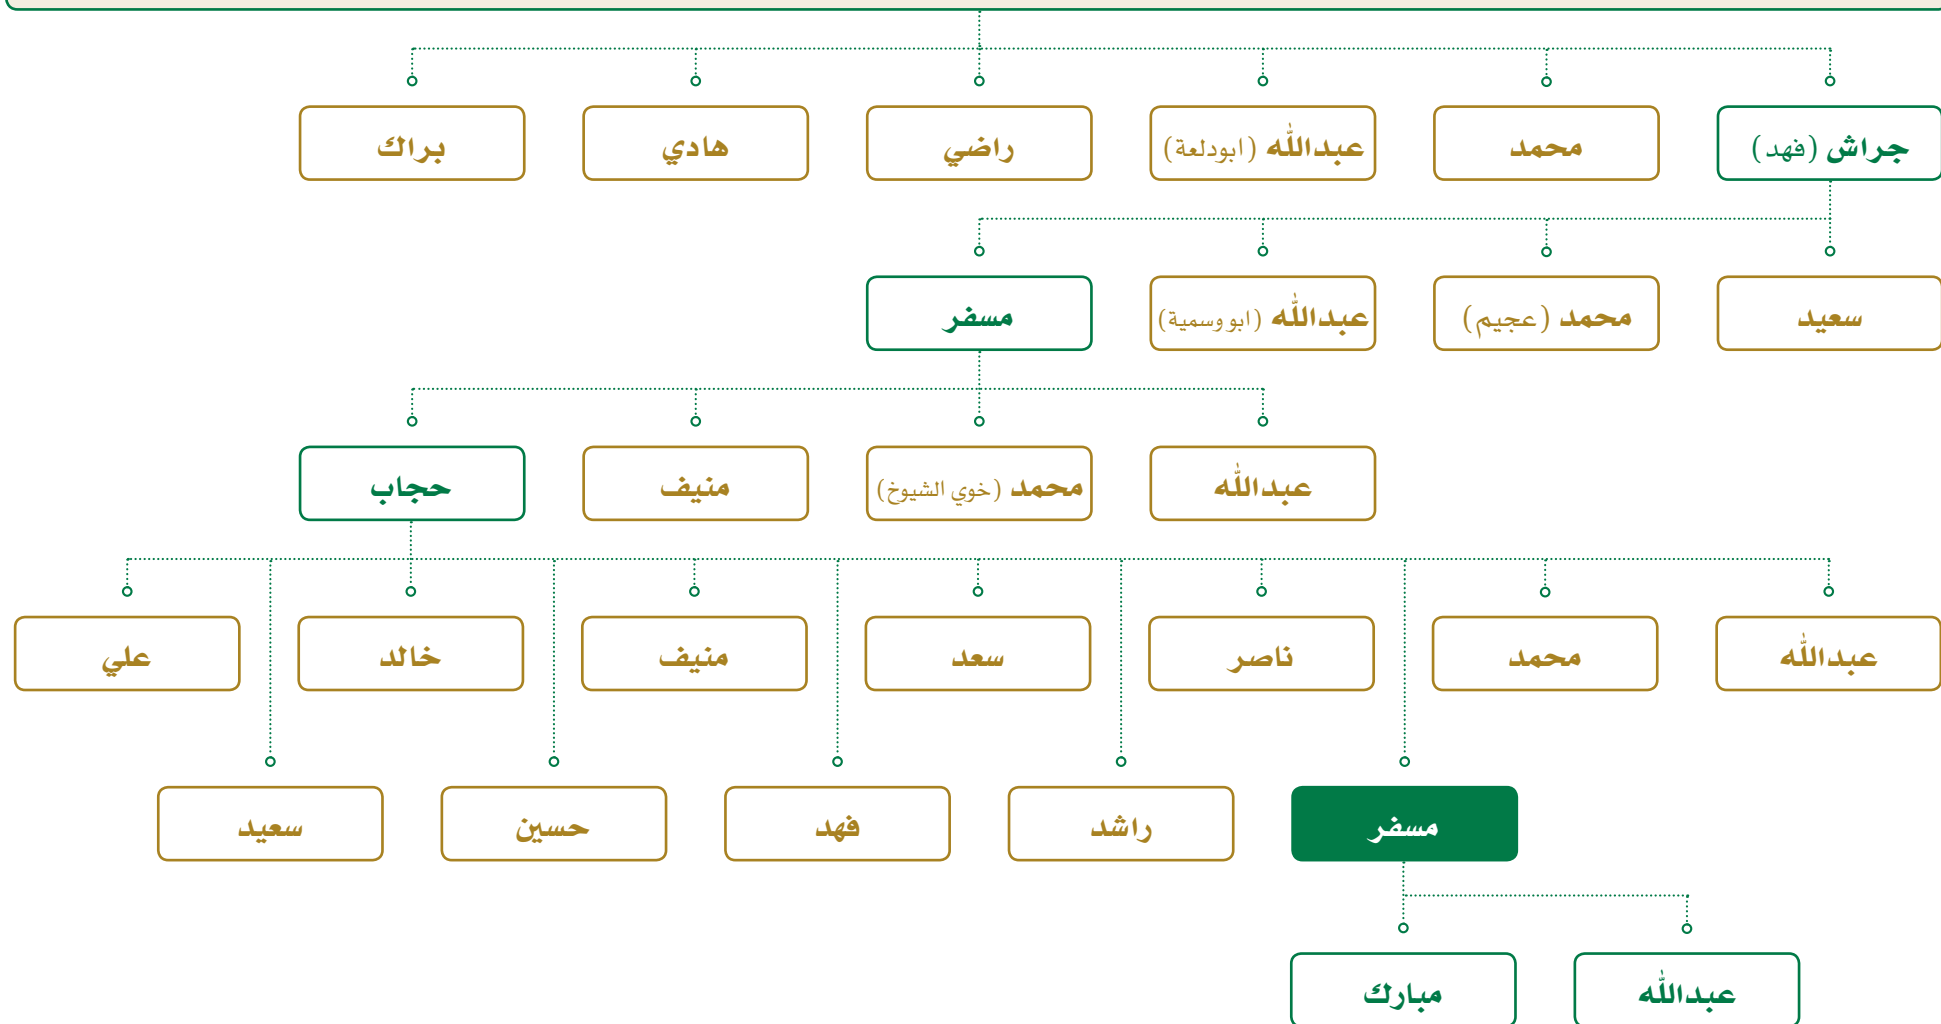 جراش (فهد)
محمد
عبدالله (ابودلعة)
راضي
هادي
براك
سعيد
محمد (عجيم)
عبدالله (ابو وسمية)
مسفر
عبدالله
محمد (خوي الشيوخ)
منيف
حجاب
عبدالله
محمد
ناصر
سعد
منيف
خالد
علي
مسفر
راشد
فهد
حسين
سعيد
عبدالله
مبارك